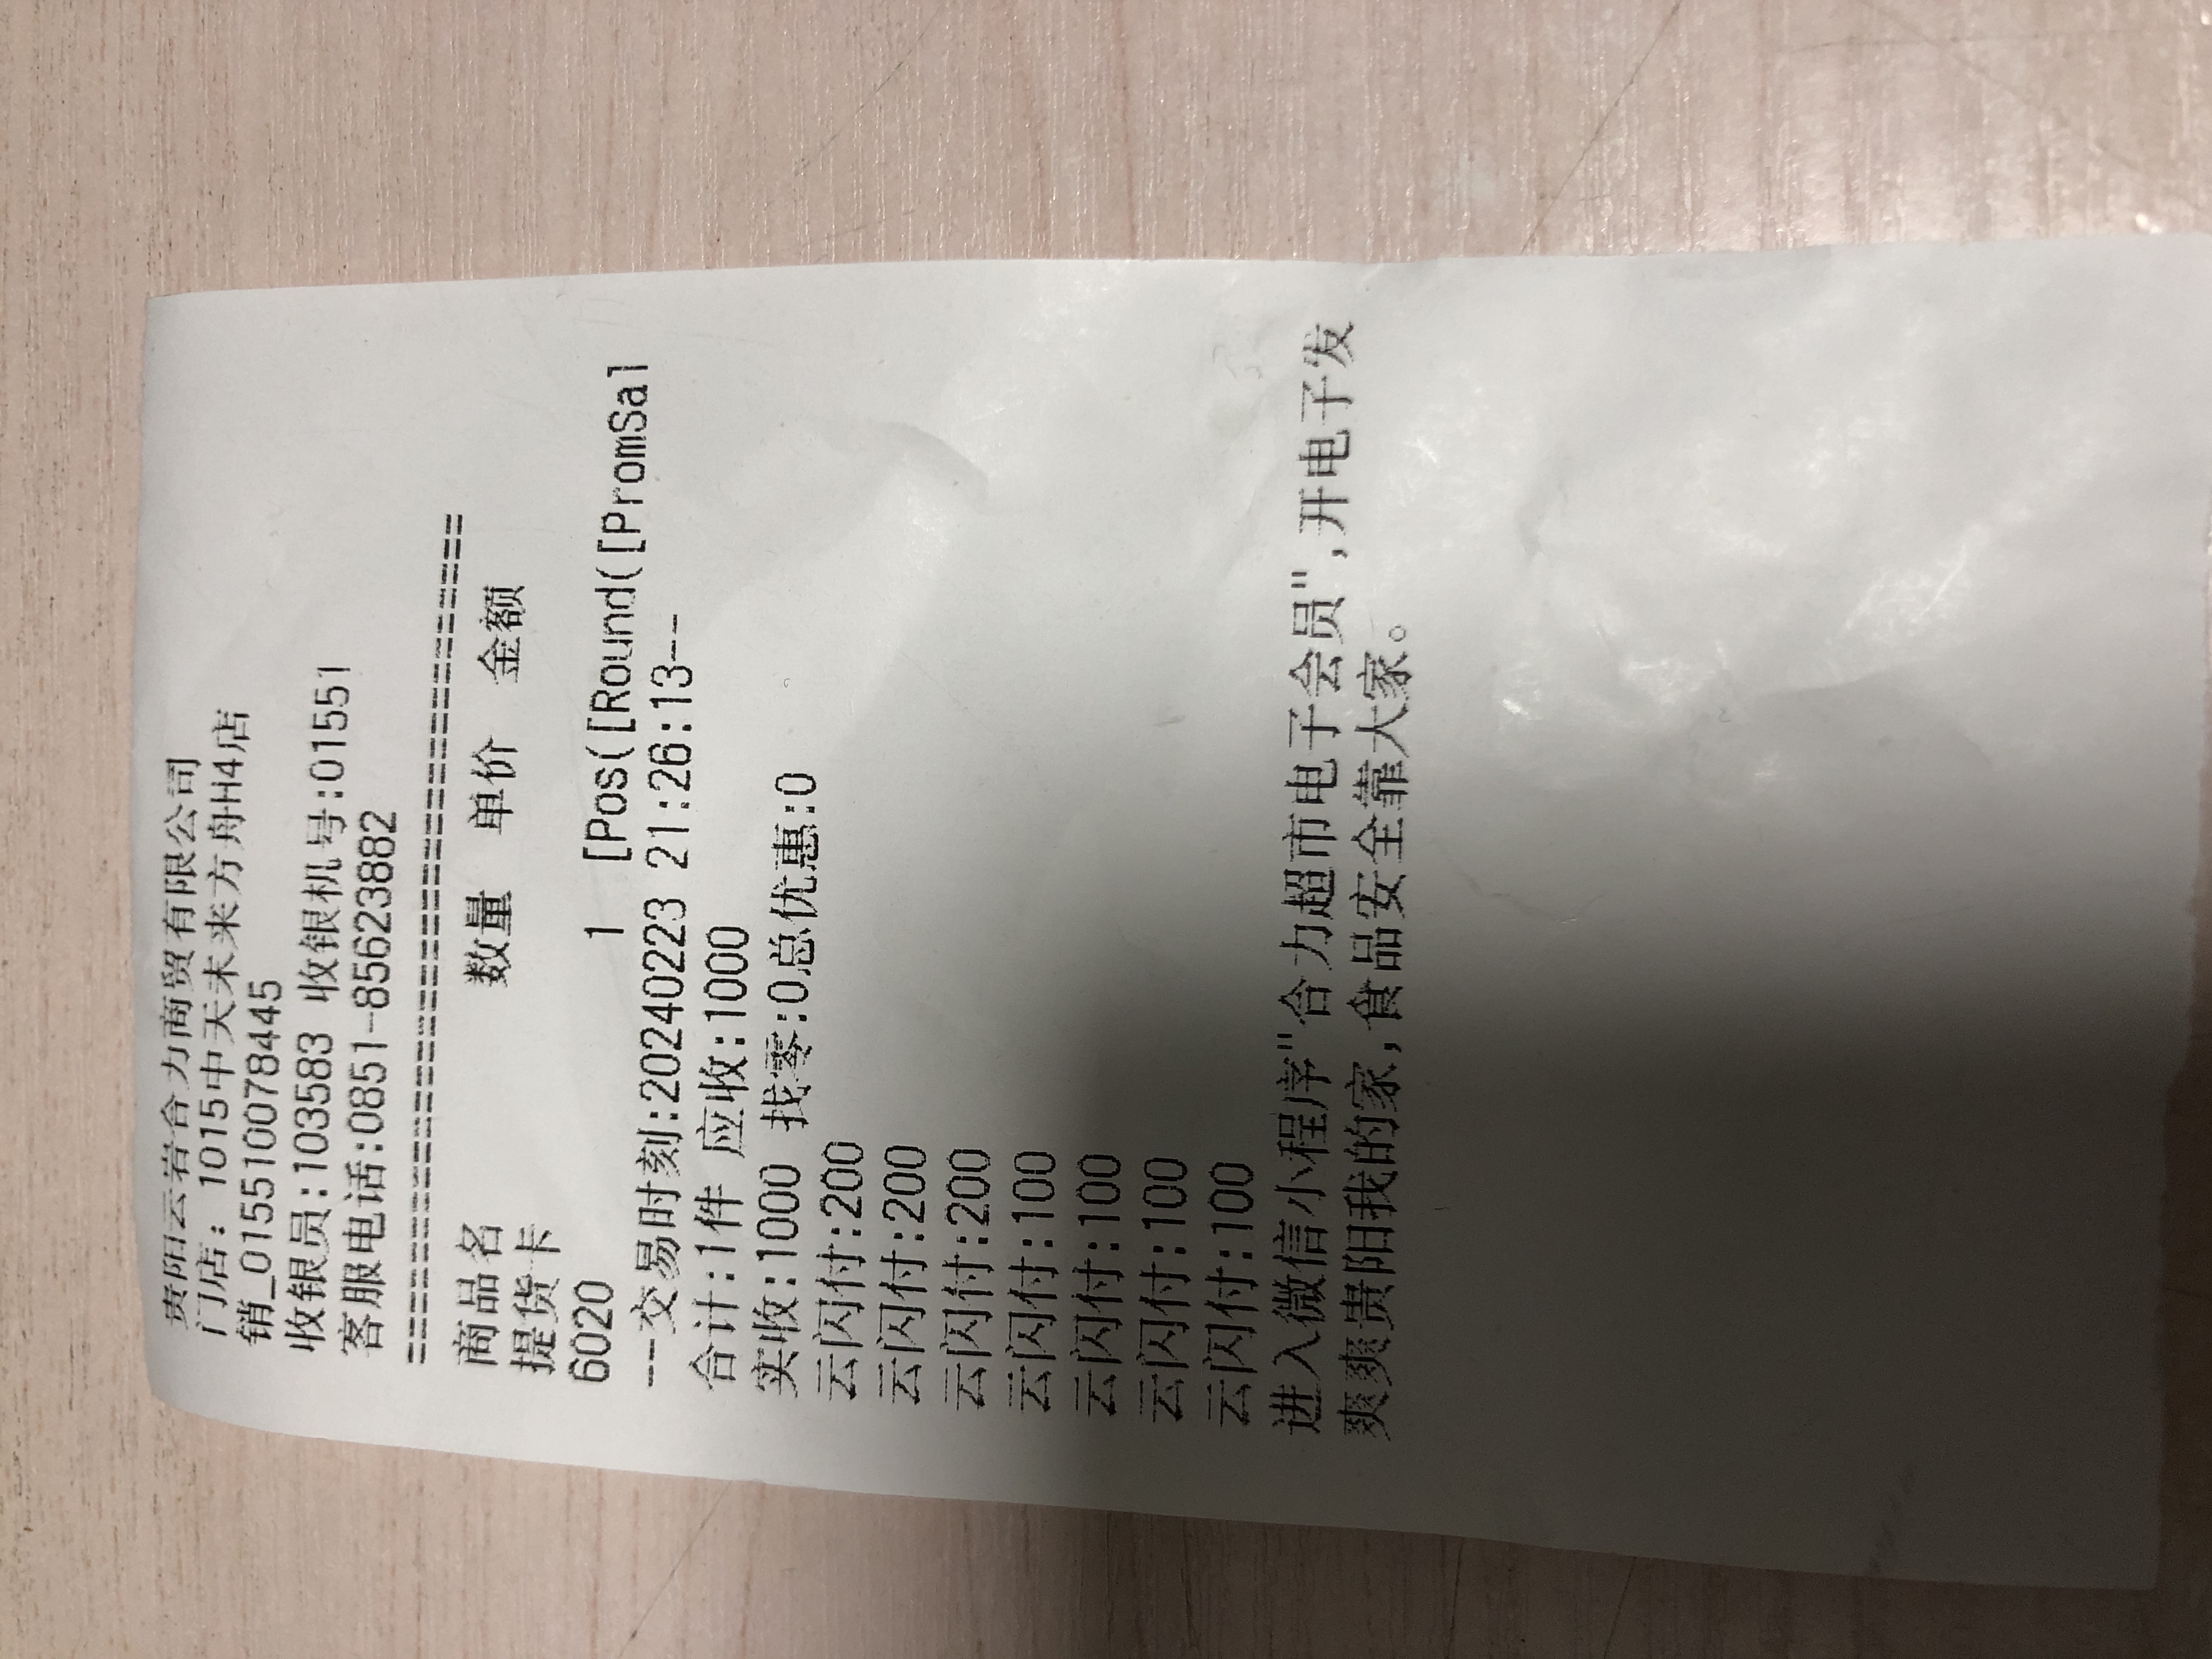 贵阳云岩合力商贸有限公司
门店：1015中天未来方舟H4店
销_015510078445
收银员:103583 收银机号:01551
客服电话:0851-85623882
========================================
商品名 数量 单价 金额
提货卡
6020 1 [Pos([Round([PromSal
---交易时刻:20240223 21:26:13---
合计:1件 应收:1000
实收:1000 找零:0总优惠:0
云闪付:200
云闪付:200
云闪付:200
云闪付:100
云闪付:100
云闪付:100
云闪付:100
进入微信小程序"合力超市电子会员",开电子发
爽爽贵阳我的家,食品安全靠大家。